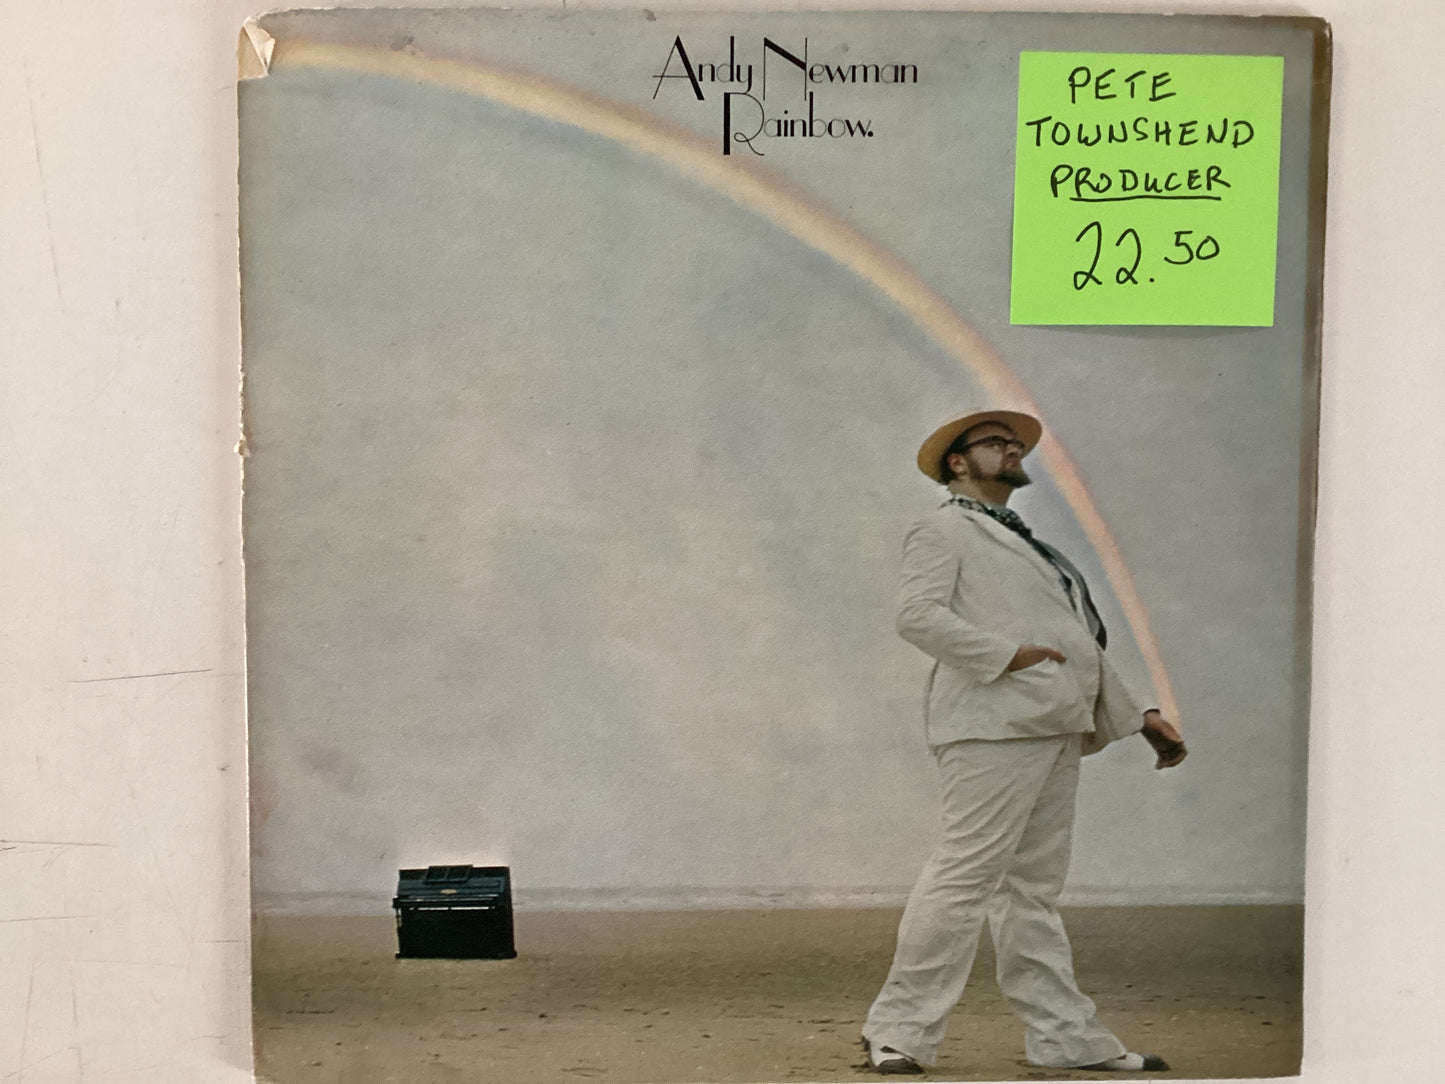 Andy Newman
Rainbow.
PETE
TOWNSHEND
PRODUCER
22.50